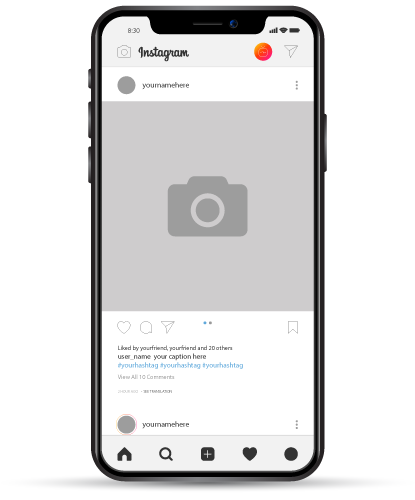 8:30
Instagram
yournamehere
Liked by yourfriend, yourfriend and 20 others
user_name your caption here
#yourhashtag #yourhashtag #yourhashtag
View All 10 Comments
SEE TRANSLATION
yournamehere